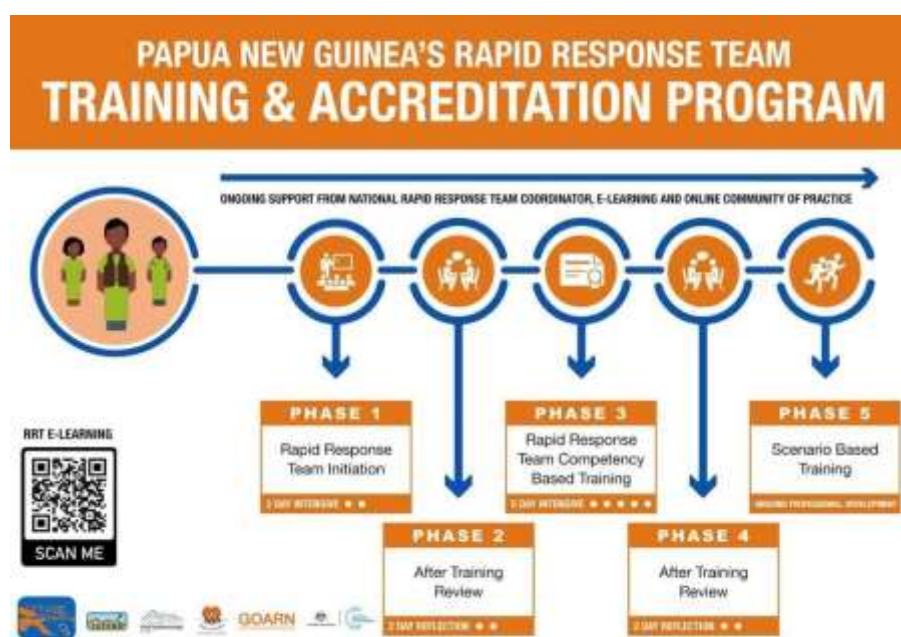 PAPUA NEW GUINEA'S RAPID RESPONSE TEAM
TRAINING & ACCREDITATION PROGRAM
ONGOING SUPPORT FROM NATIONAL RAPID RESPONSE TEAM COORDINATOR, E-LEARNING AND ONLINE COMMUNITY OF PRACTICE
PHASE 1
Rapid Response
Team Initiation
2 DAY INTENSIVE
PHASE 3
Rapid Response
Team Competency
Based Training
5 DAY INTENSIVE
PHASE 5
Scenario Based
Training
ONGOING PROFESSIONAL DEVELOPMENT
RRT E-LEARNING
SCAN ME
PHASE 2
After Training
Review
2 DAY REFLECTION
PHASE 4
After Training
Review
2 DAY REFLECTION
GOARN